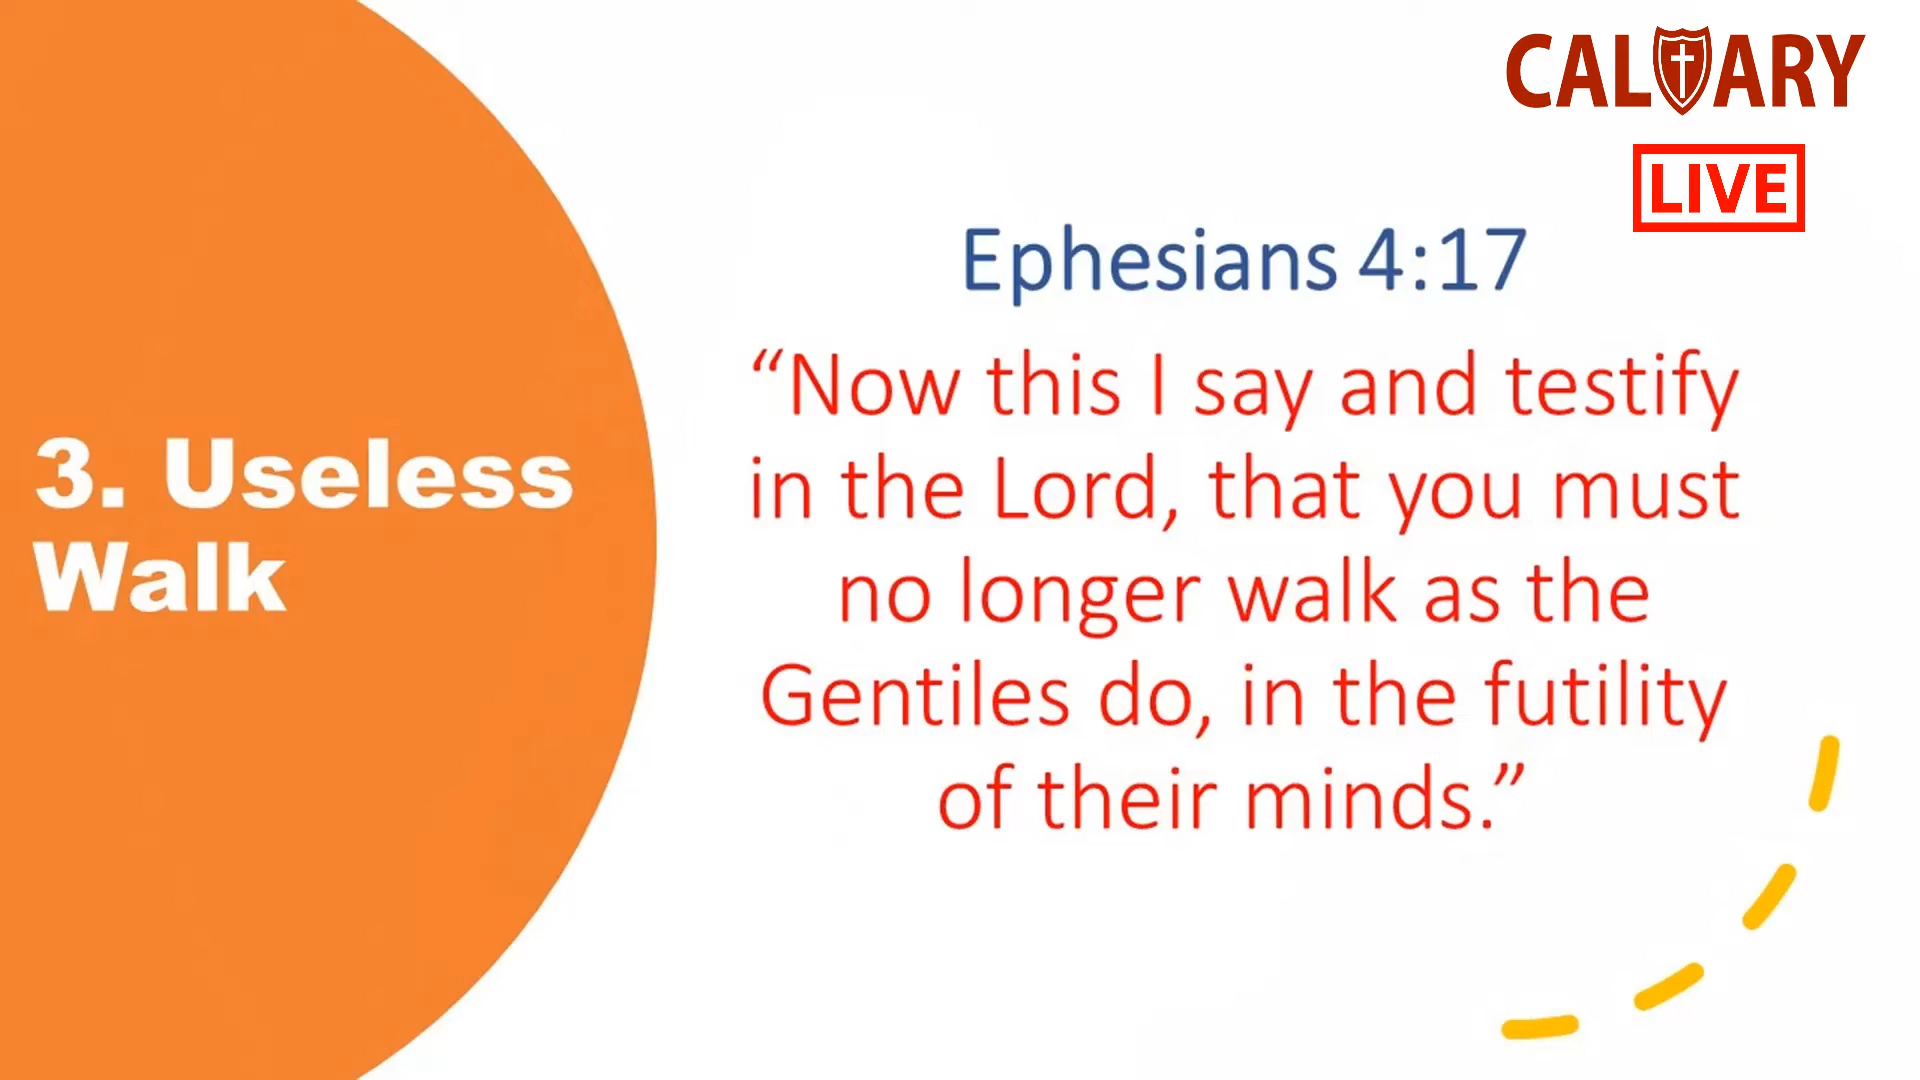 CALVARY
LIVE
3. Useless
Walk
Ephesians 4:17
“Now this I say and testify
in the Lord, that you must
no longer walk as the
Gentiles do, in the futility
of their minds.”